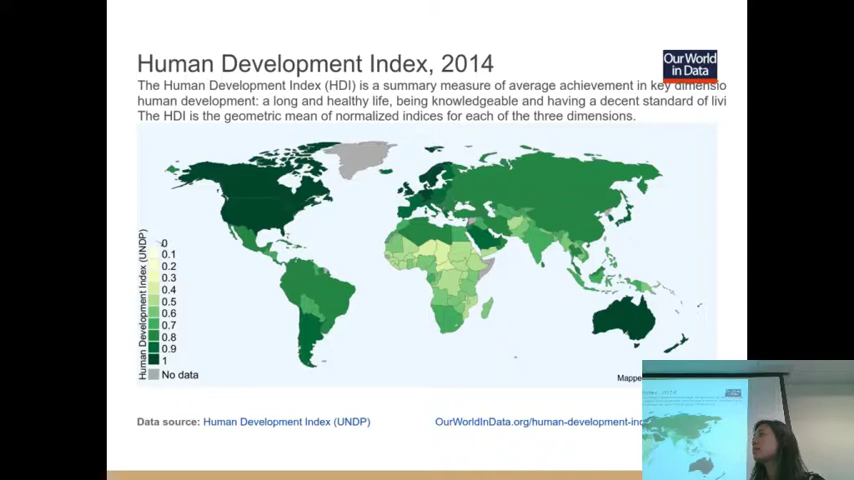 Human Development Index, 2014
Our World
in Data
The Human Development Index (HDI) is a summary measure of average achievement in key dimensio
human development: a long and healthy life, being knowledgeable and having a decent standard of livi
The HDI is the geometric mean of normalized indices for each of the three dimensions.
Human Development Index (UNDP)
0
0.1
0.2
0.3
0.4
0.5
0.6
0.7
0.8
0.9
1
No data
Mappe
Data source: Human Development Index (UNDP)
OurWorldInData.org/human-development-ind